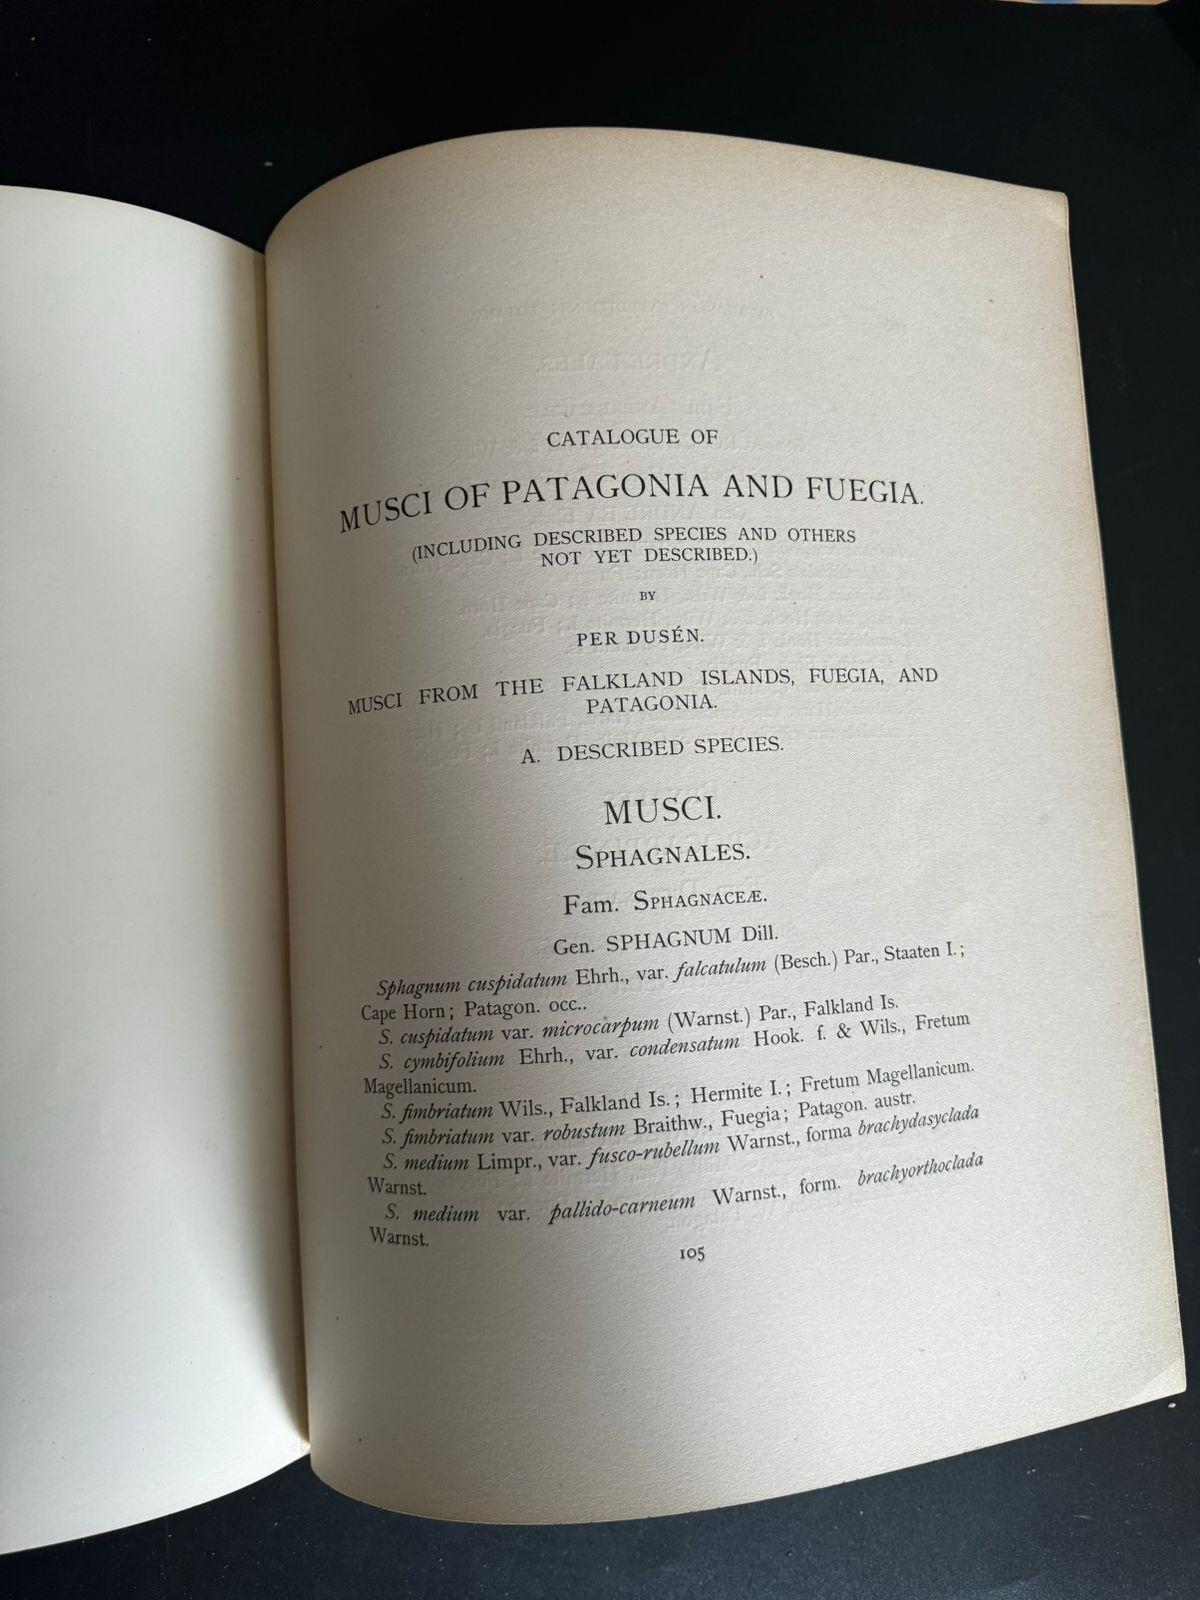 CATALOGUE OF
MUSCI OF PATAGONIA AND FUEGIA.
(INCLUDING DESCRIBED SPECIES AND OTHERS
NOT YET DESCRIBED.)
BY
PER DUSÉN.
MUSCI FROM THE FALKLAND ISLANDS, FUEGIA, AND
PATAGONIA.
A. DESCRIBED SPECIES.
MUSCI.
SPHAGNALES.
Fam. SPHAGNACEÆ.
Gen. SPHAGNUM Dill.
Sphagnum cuspidatum Ehrh., var. falcatulum (Besch.) Par., Staaten I.;
Cape Horn; Patagon. occ..
S. cuspidatum var. microcarpum (Warnst.) Par., Falkland Is.
S. cymbifolium Ehrh., var. condensatum Hook. f. & Wils., Fretum
Magellanicum.
S. fimbriatum Wils., Falkland Is.; Hermite I.; Fretum Magellanicum.
S. fimbriatum var. robustum Braithw., Fuegia; Patagon. austr.
S. medium Limpr., var. fusco-rubellum Warnst., forma brachydasyclada
Warnst.
S. medium var. pallido-carneum Warnst., form. brachyorthoclada
Warnst.
105